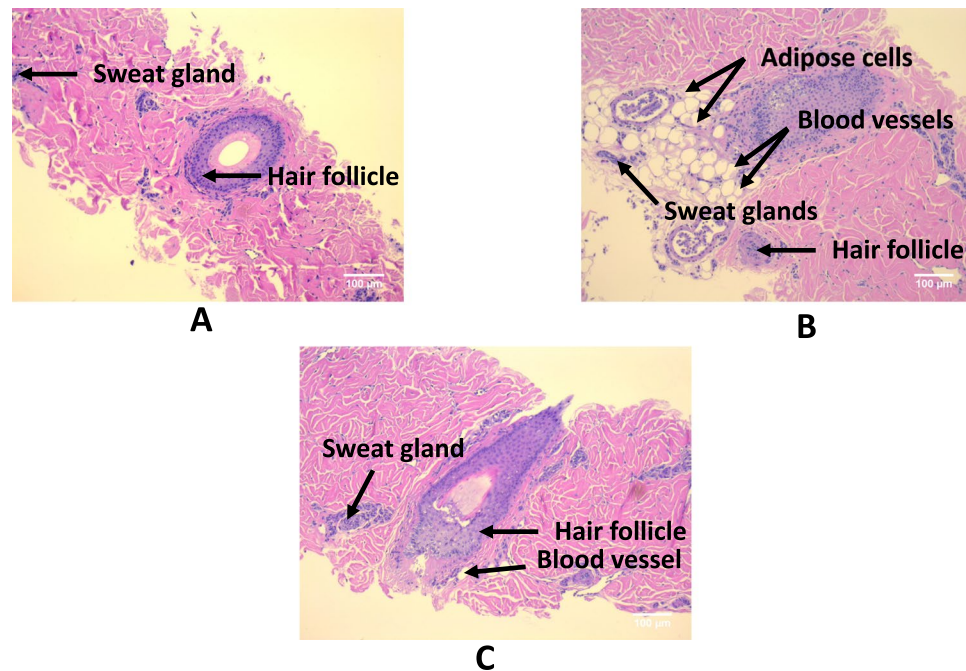 Sweat gland
Hair follicle
100 μm
A
Adipose cells
Blood vessels
Sweat glands
Hair follicle
100 μm
B
Sweat gland
Hair follicle
Blood vessel
100 μm
C